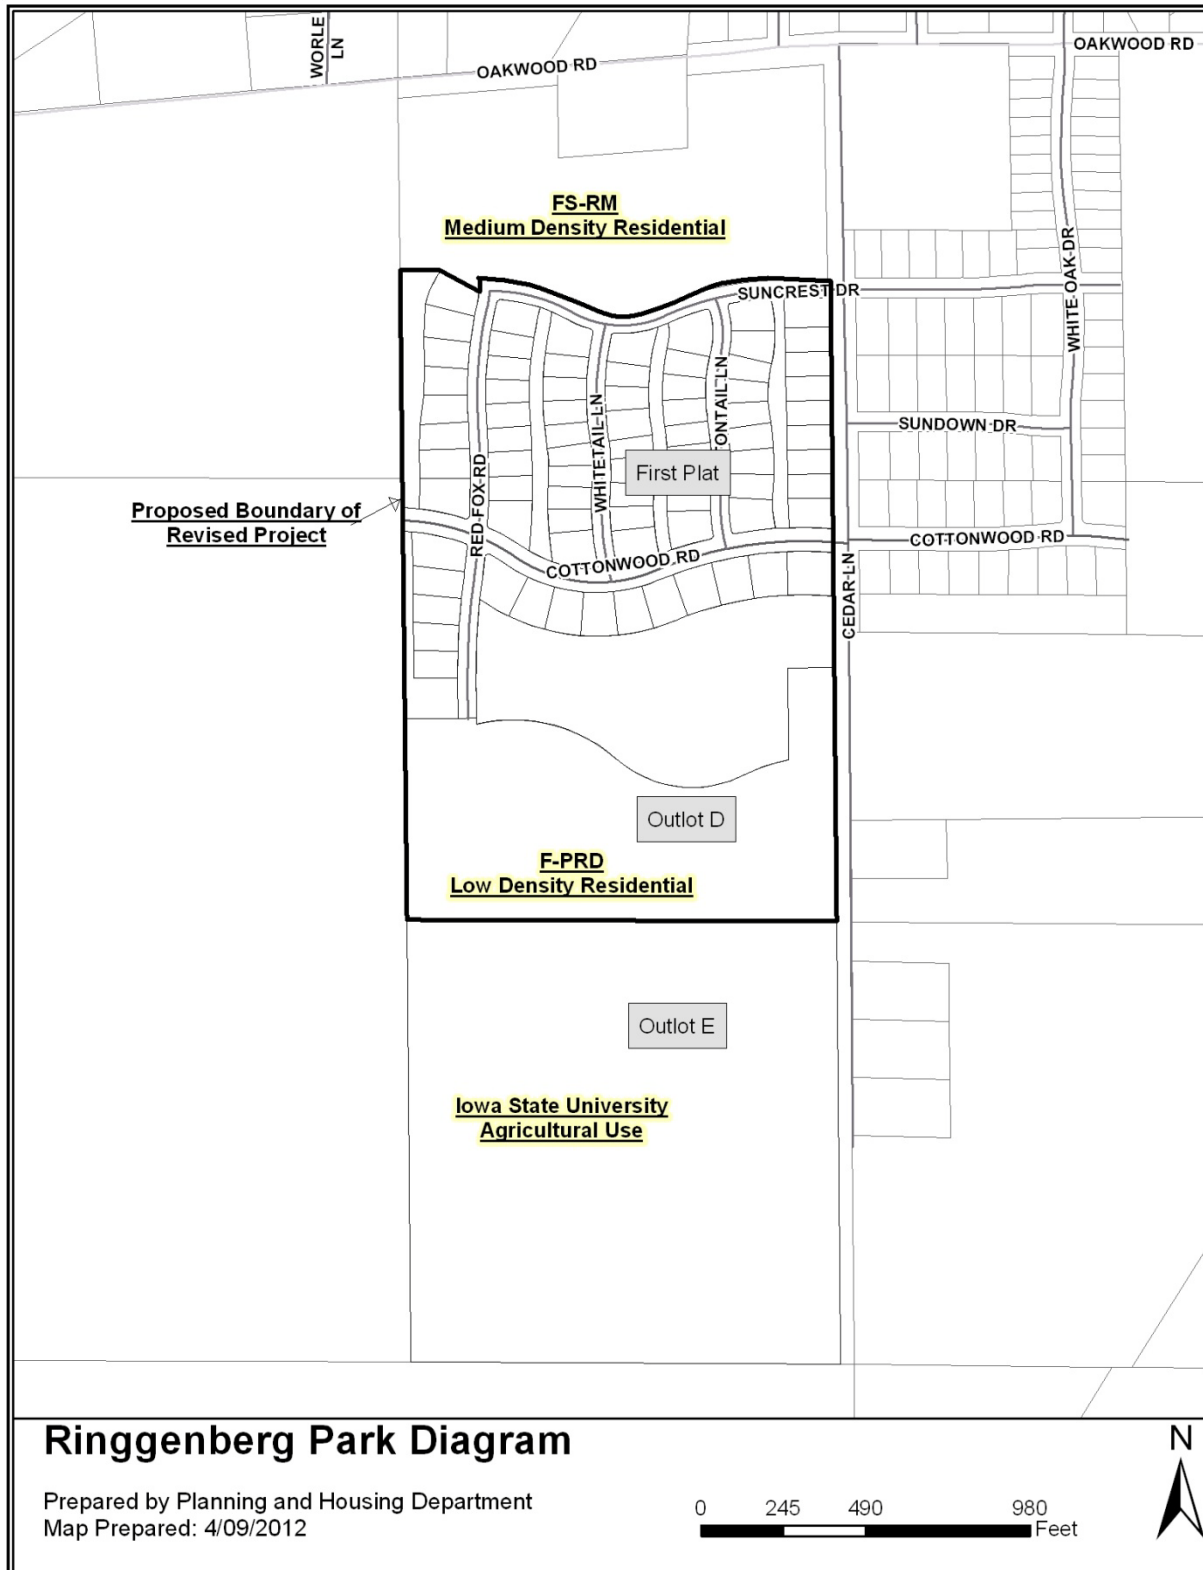 WORLE
LN
OAKWOOD RD
OAKWOOD RD
FS-RM
Medium Density Residential
SUNCREST DR
WHITE OAK DR
SUNDOWN DR
WHITETAIL LN
ONTAIL LN
First Plat
RED FOX RD
Proposed Boundary of
Revised Project
COTTONWOOD RD
COTTONWOOD RD
CEDAR LN
Outlot D
F-PRD
Low Density Residential
Outlot E
Iowa State University
Agricultural Use
Ringgenberg Park Diagram
Prepared by Planning and Housing Department
Map Prepared: 4/09/2012
0 245 490 980
Feet
N